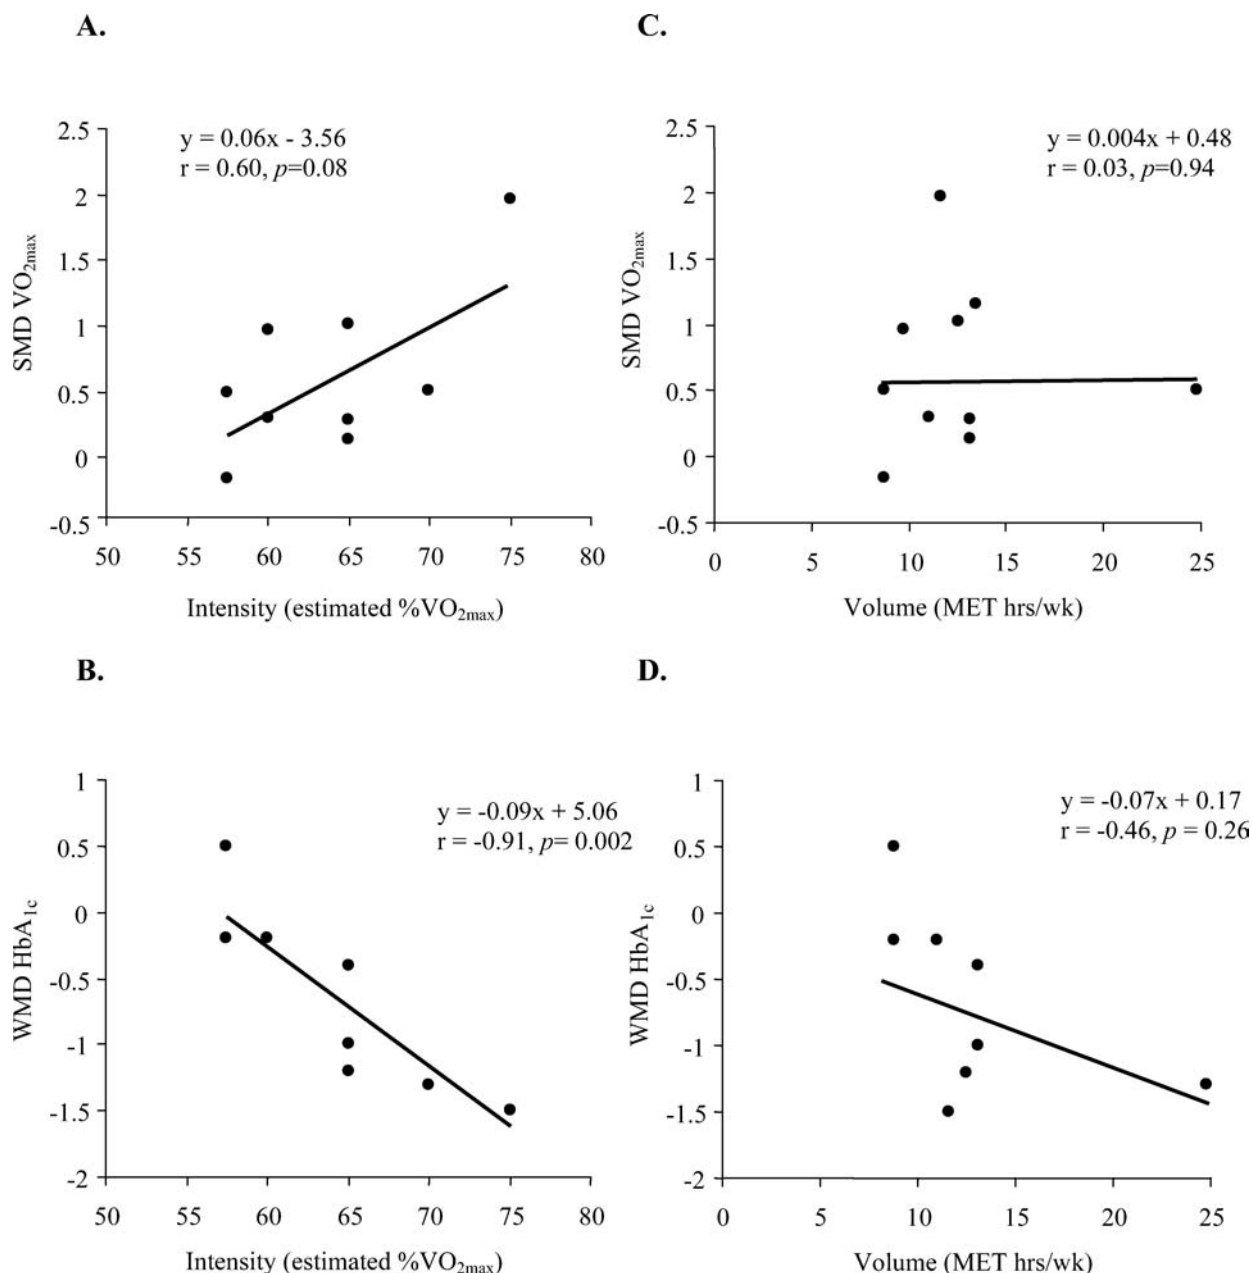 A.
y = 0.06x - 3.56
r = 0.60, p=0.08
SMD VO2max
2.5
2
1.5
1
0.5
0
-0.5
50 55 60 65 70 75 80
Intensity (estimated %VO2max)
C.
y = 0.004x + 0.48
r = 0.03, p=0.94
SMD VO2max
2.5
2
1.5
1
0.5
0
-0.5
0 5 10 15 20 25
Volume (MET hrs/wk)
B.
y = -0.09x + 5.06
r = -0.91, p= 0.002
WMD HbA1c
1
0.5
0
-0.5
-1
-1.5
-2
50 55 60 65 70 75 80
Intensity (estimated %VO2max)
D.
y = -0.07x + 0.17
r = -0.46, p = 0.26
WMD HbA1c
1
0.5
0
-0.5
-1
-1.5
-2
0 5 10 15 20 25
Volume (MET hrs/wk)